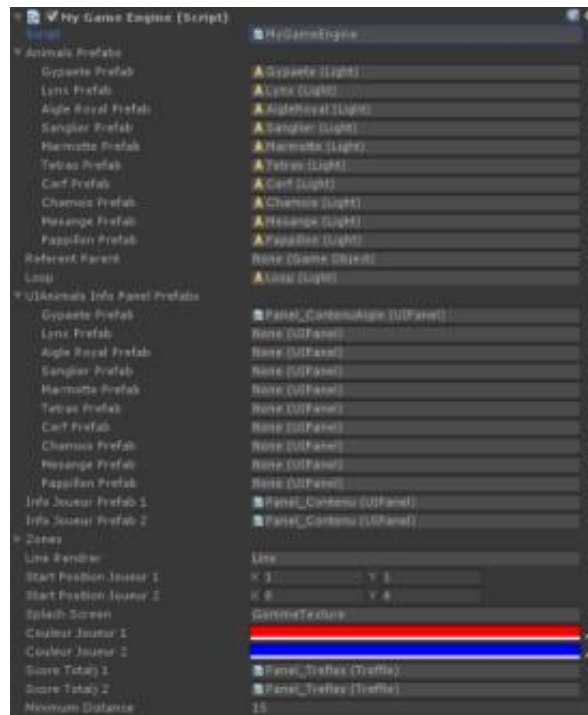 My Game Engine (Script)
Script MyGameEngine
Animals Prefabs
Gypaete Prefab Gypaete (Light)
Lynx Prefab Lynx (Light)
Aigle Royal Prefab AigleRoyal (Light)
Sanglier Prefab Sanglier (Light)
Marmotte Prefab Marmotte (Light)
Tetras Prefab Tetras (Light)
Cerf Prefab Cerf (Light)
Chamois Prefab Chamois (Light)
Mesange Prefab Mesange (Light)
Pappillon Prefab Pappillon (Light)
Referent Parent None (Game Object)
Loop Loop (Light)
UIAnimals Info Panel Prefabs
Gypaete Prefab Panel_ContenuAigle (UIPanel)
Lynx Prefab None (UIPanel)
Aigle Royal Prefab None (UIPanel)
Sanglier Prefab None (UIPanel)
Marmotte Prefab None (UIPanel)
Tetras Prefab None (UIPanel)
Cerf Prefab None (UIPanel)
Chamois Prefab None (UIPanel)
Mesange Prefab None (UIPanel)
Pappillon Prefab None (UIPanel)
Info Joueur Prefab 1 Panel_Contenu (UIPanel)
Info Joueur Prefab 2 Panel_Contenu (UIPanel)
Zones
Line Rendrer Line
Start Position Joueur 1 X 1 Y 1
Start Position Joueur 2 X 6 Y 4
Splash Screen GammeTexture
Couleur Joueur 1
Couleur Joueur 2
Score Totalj 1 Panel_Treffles (Treffle)
Score Totalj 2 Panel_Treffles (Treffle)
Minimum Distance 15